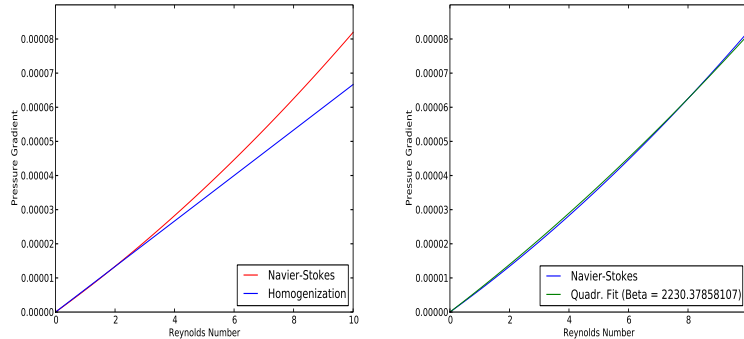 0.00008
0.00007
0.00006
0.00005
0.00004
0.00003
0.00002
0.00001
0.00000
Pressure Gradient
0 2 4 6 8 10
Reynolds Number
Navier-Stokes
Homogenization
0.00008
0.00007
0.00006
0.00005
0.00004
0.00003
0.00002
0.00001
0.00000
Pressure Gradient
0 2 4 6 8 10
Reynolds Number
Navier-Stokes
Quadr. Fit (Beta = 2230.37858107)